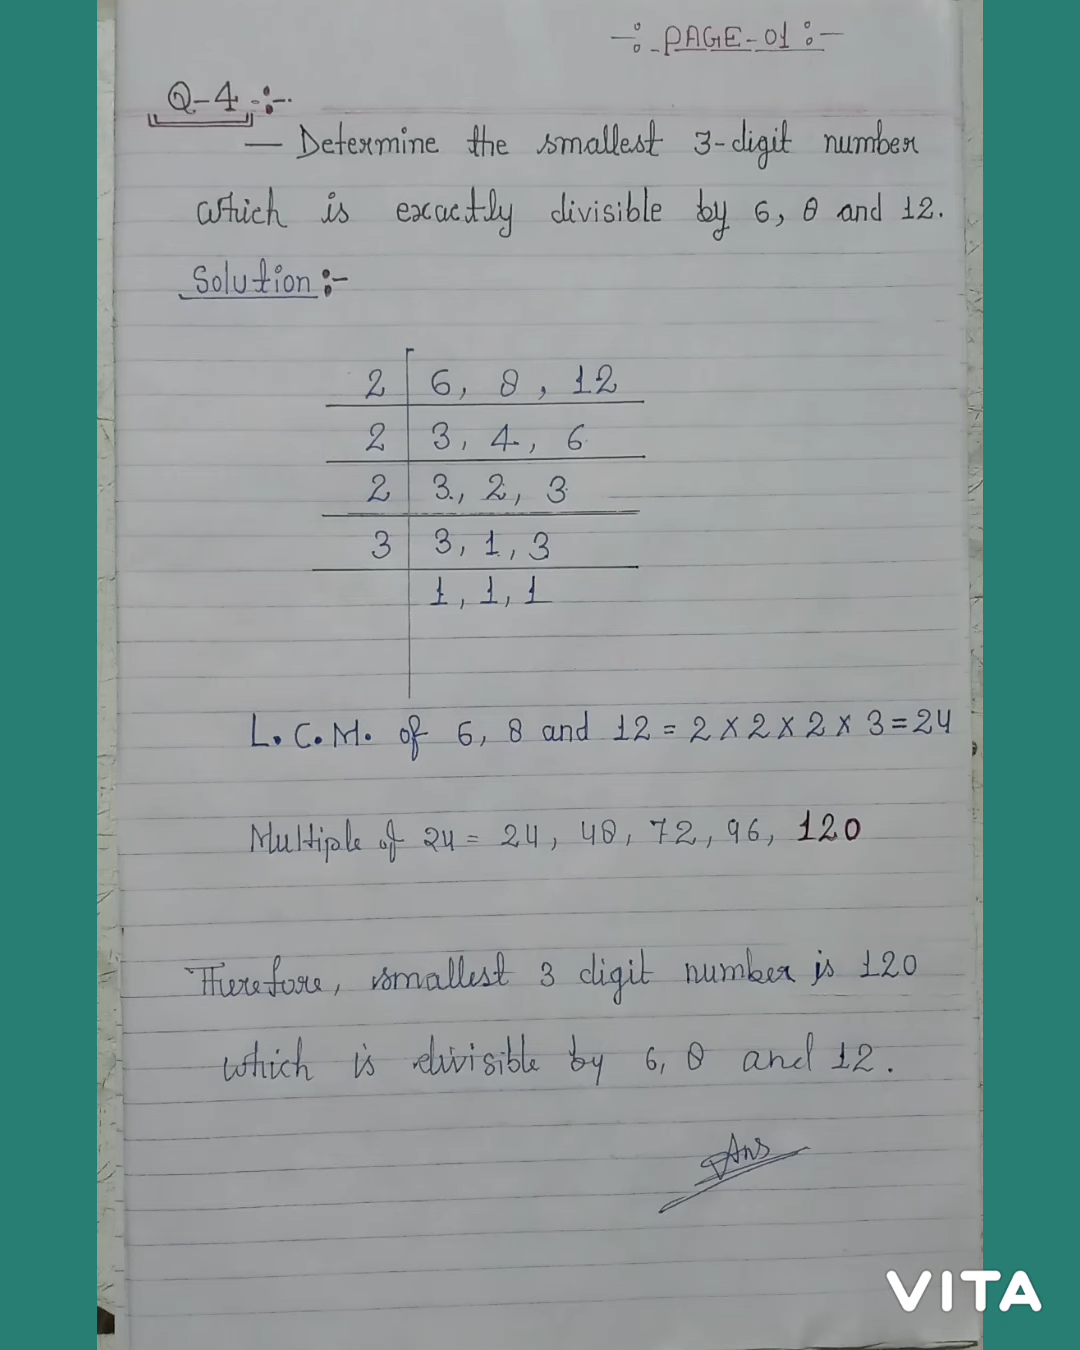 -:- PAGE-01 :-
Q-4 -:-
— Determine the smallest 3-digit number
which is exactly divisible by 6, 8 and 12.
Solution :-
2 | 6, 8, 12
2 | 3, 4, 6
2 | 3, 2, 3
3 | 3, 1, 3
1, 1, 1
L.C.M. of 6, 8 and 12 = 2 × 2 × 2 × 3 = 24
Multiple of 24 = 24, 48, 72, 96, 120
Therefore, smallest 3 digit number is 120
which is divisible by 6, 8 and 12.
Ans
VITA